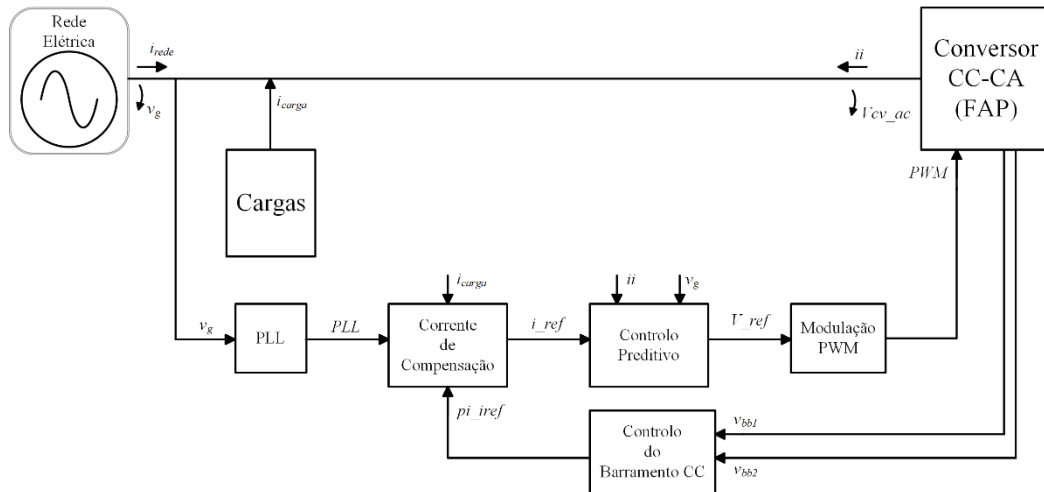 Rede
Elétrica
i_rede
v_g
i_carga
Cargas
ii
Vcv_ac
Conversor
CC-CA
(FAP)
PWM
v_g
PLL
PLL
i_carga
Corrente
de
Compensação
i_ref
ii
v_g
Controlo
Preditivo
V_ref
Modulação
PWM
pi_iref
Controlo
do
Barramento CC
v_bb1
v_bb2